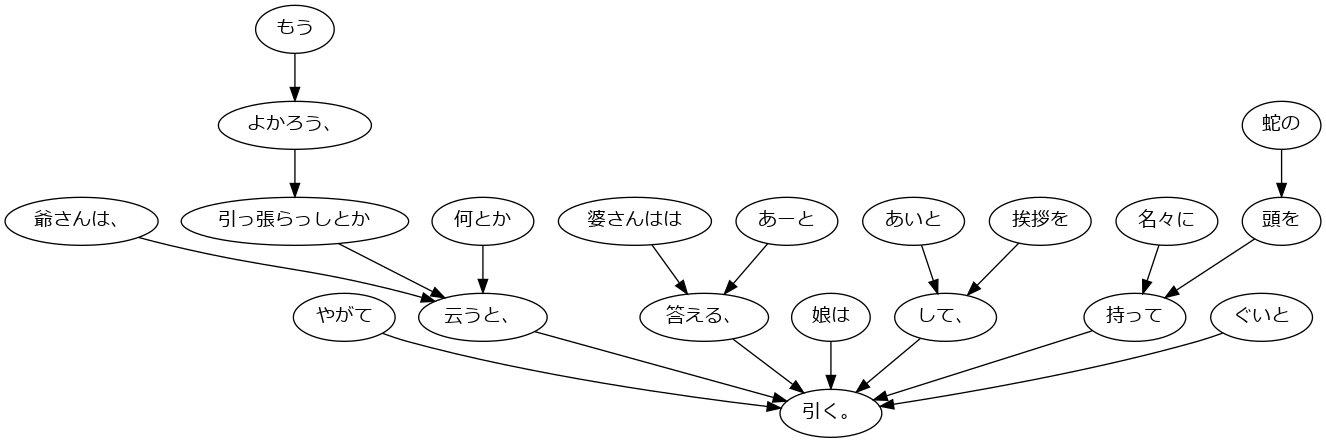 もう
よかろう、
蛇の
爺さんは、
引っ張らっしとか
何とか
婆さんはは
あーと
あいと
挨拶を
名々に
頭を
やがて
云うと、
答える、
娘は
して、
持って
ぐいと
引く。